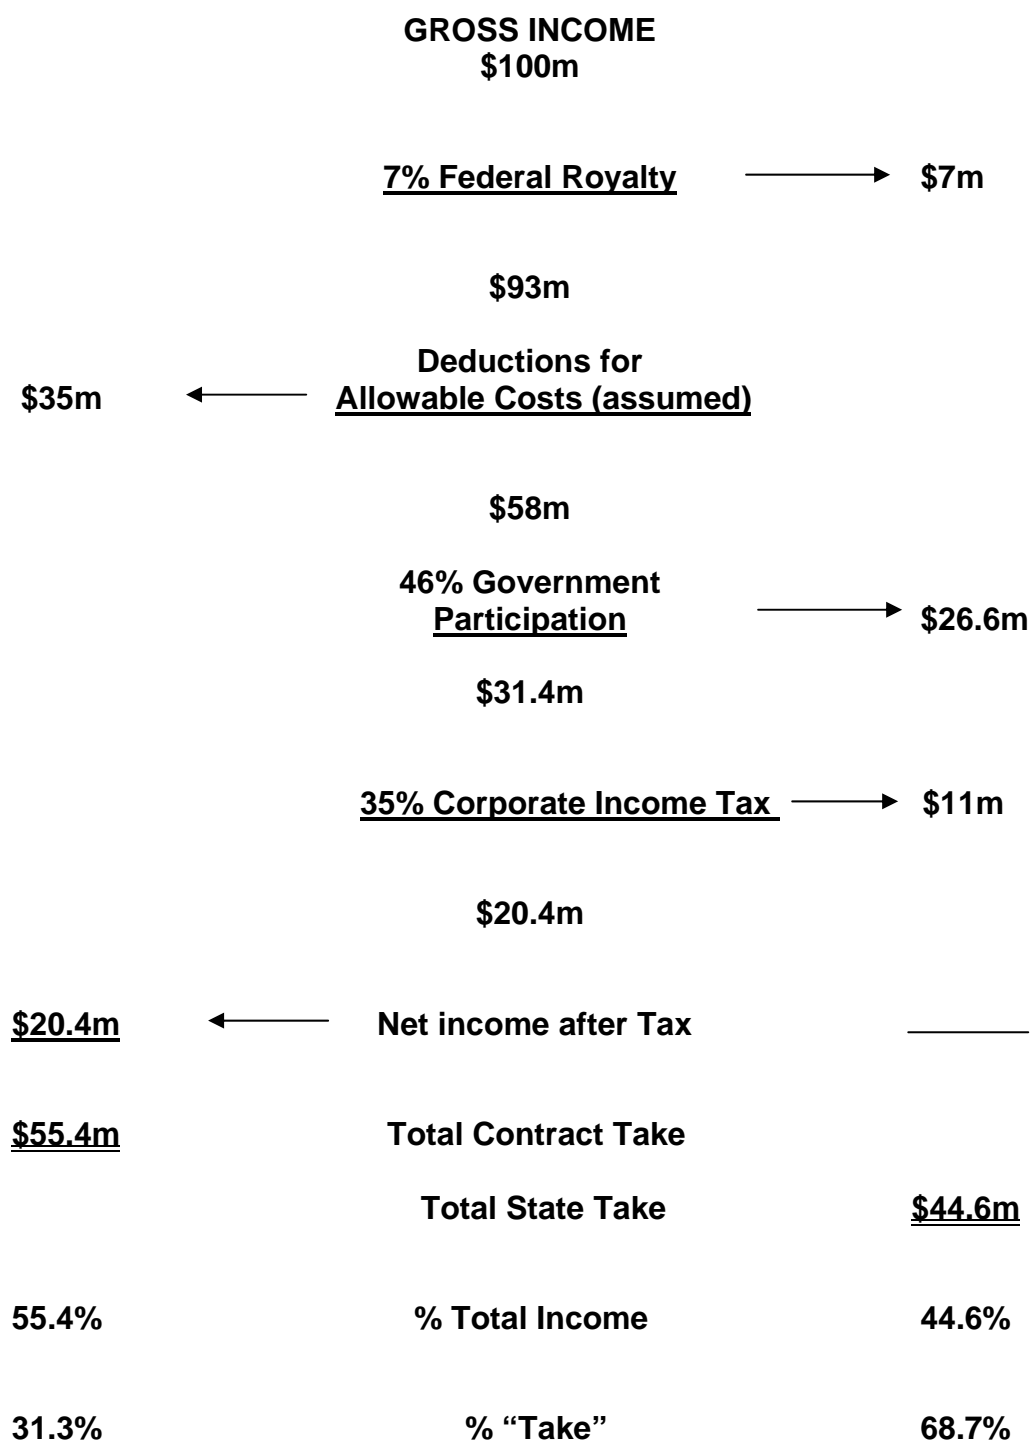 GROSS INCOME
$100m
7% Federal Royalty $7m
$93m
Deductions for
$35m Allowable Costs (assumed)
$58m
46% Government
Participation $26.6m
$31.4m
35% Corporate Income Tax $11m
$20.4m
$20.4m Net income after Tax
$55.4m Total Contract Take
Total State Take $44.6m
55.4% % Total Income 44.6%
31.3% % “Take” 68.7%